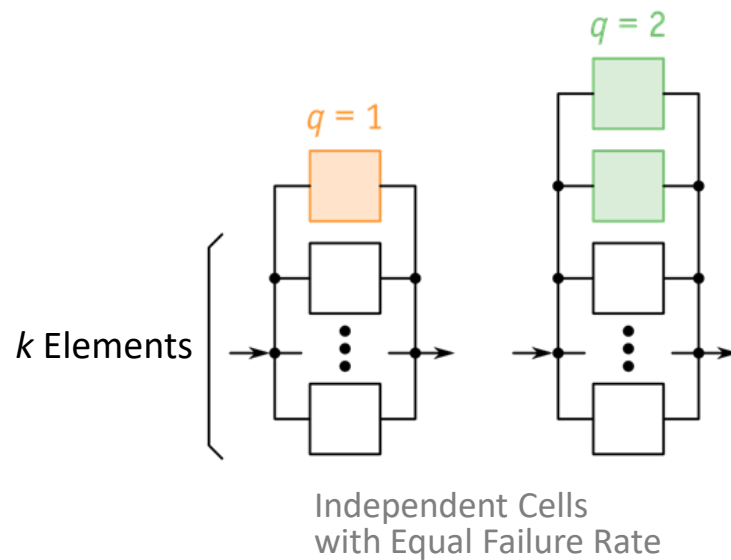 q = 2
q = 1
k Elements
Independent Cells
with Equal Failure Rate